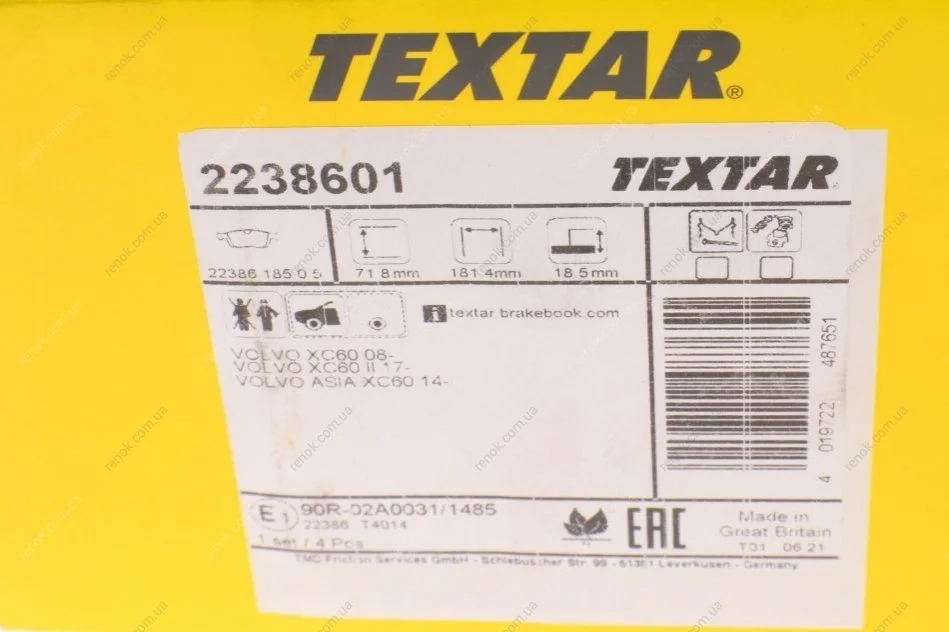 TEXTAR®
2238601
TEXTAR
22386 185 0 5
71.8mm
181.4mm
18.5mm
i textar brakebook.com
VOLVO XC60 08-
VOLVO XC60 II 17-
VOLVO ASIA XC60 14-
4 019722 487651
E1 90R-02A0031/1485
22386 T4014
1 set / 4 Pcs
EAC
Made in
Great Britain
T01 06 21
TMD Friction Services GmbH - Schlebuscher Str. 99 - 51381 Leverkusen - Germany
renok.com.ua